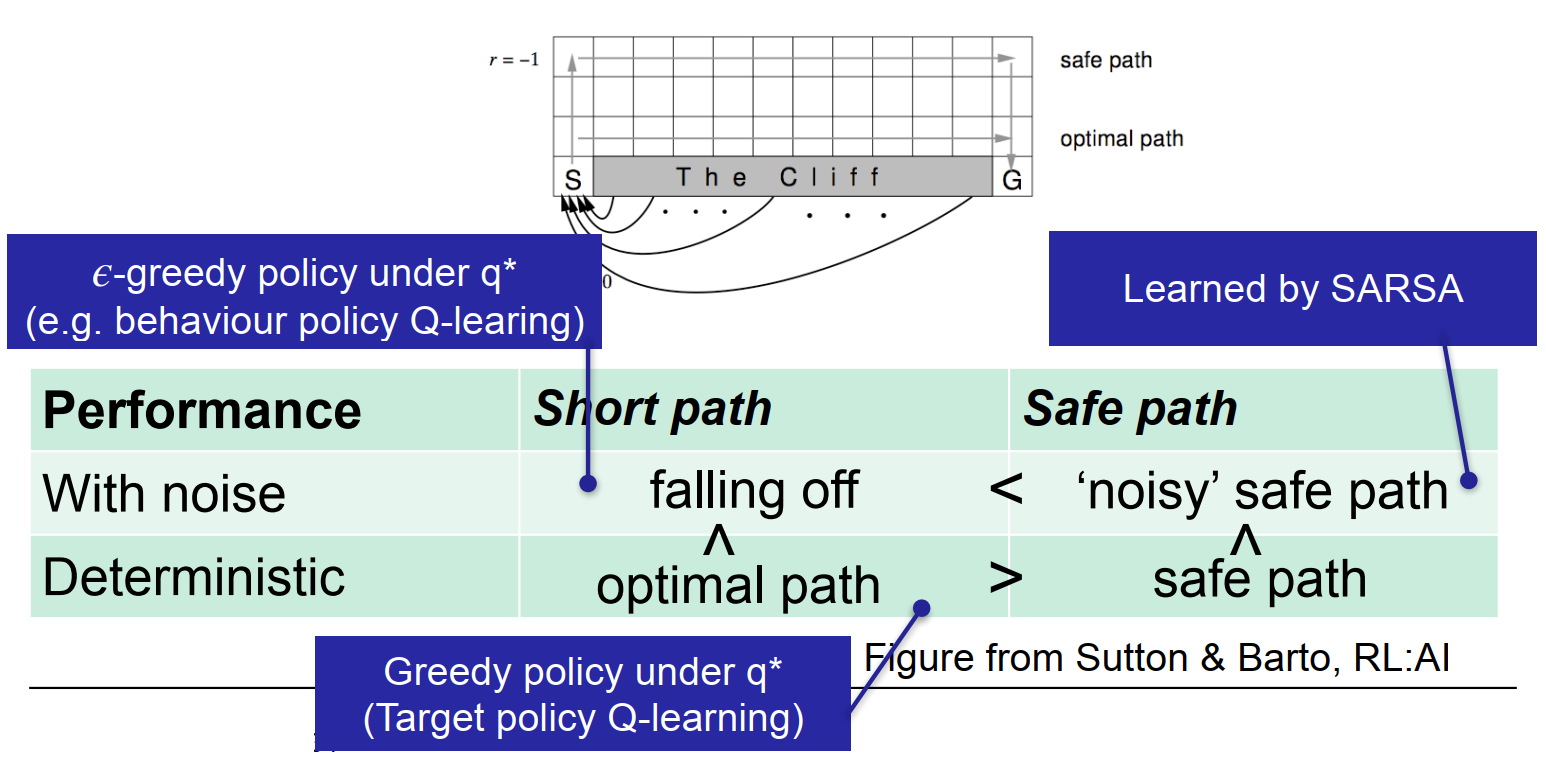 r = −1
safe path
optimal path
S
The Cliff
G
. . .
. . .
0
ϵ-greedy policy under q*
(e.g. behaviour policy Q-learing)
Learned by SARSA
Performance
Short path
Safe path
With noise
falling off
<
‘noisy’ safe path
^
^
Deterministic
optimal path
>
safe path
Figure from Sutton & Barto, RL:AI
Greedy policy under q*
(Target policy Q-learning)